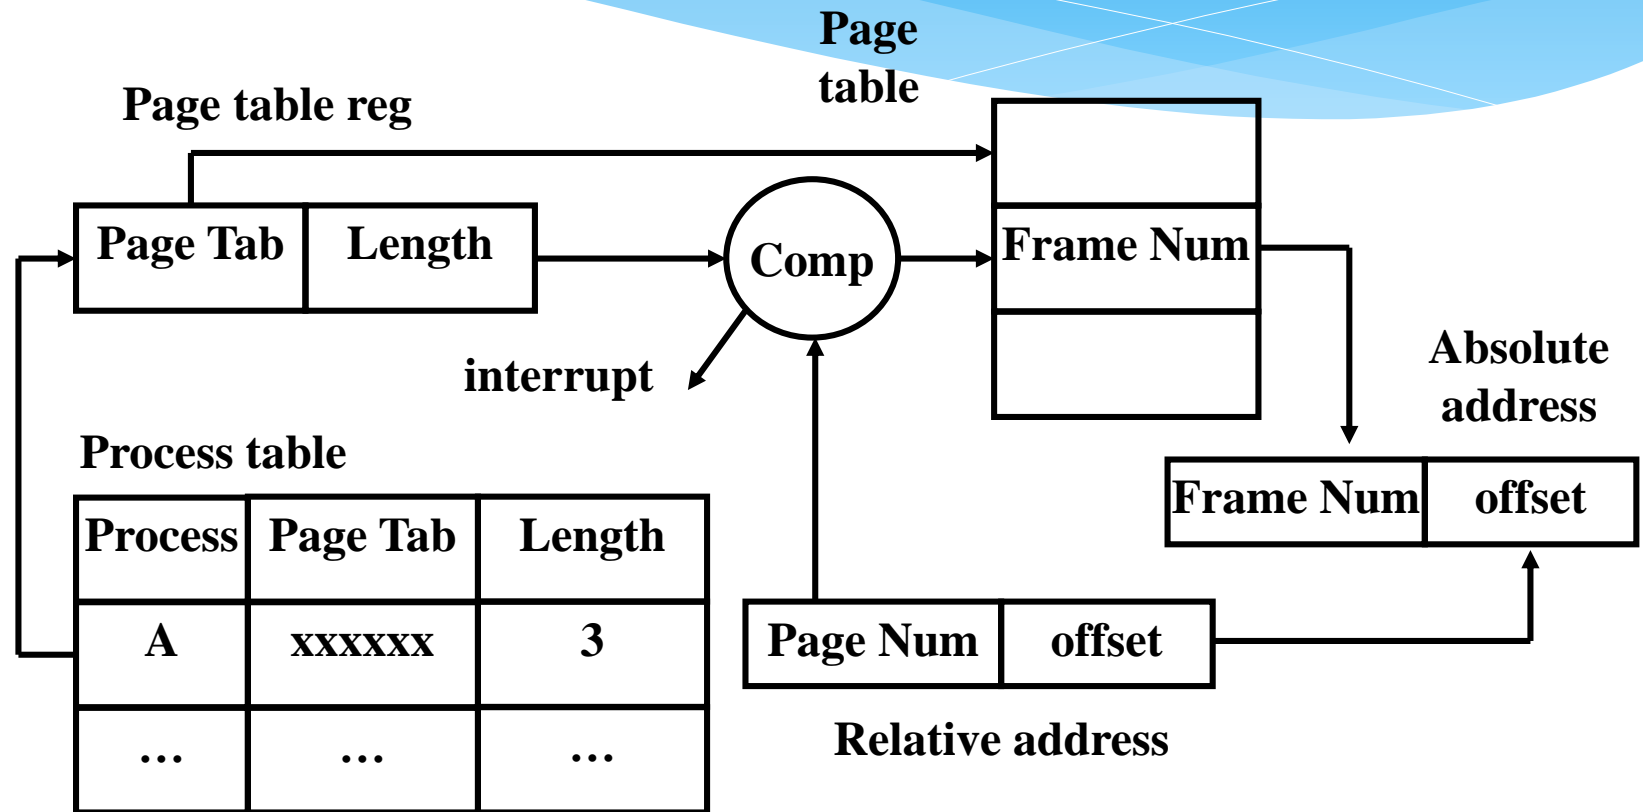 Page
table
Page table reg
Page Tab Length
Comp
Frame Num
interrupt
Absolute
address
Frame Num offset
Process table
Process Page Tab Length
A xxxxxx 3
... ... ...
Page Num offset
Relative address